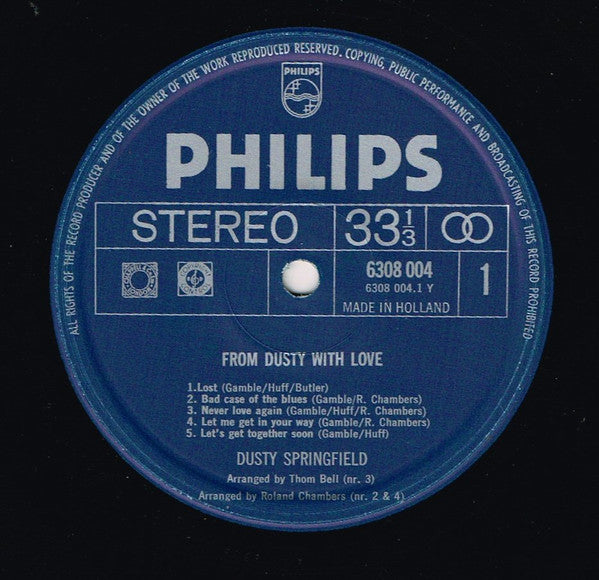 ALL RIGHTS OF THE RECORD PRODUCER AND OF THE OWNER OF THE WORK REPRODUCED RESERVED. COPYING, PUBLIC PERFORMANCE AND BROADCASTING OF THIS RECORD PROHIBITED
PHILIPS
PHILIPS
STEREO 33 1/3
6308 004
6308 004.1 Y
1
MADE IN HOLLAND
FROM DUSTY WITH LOVE
1.Lost (Gamble/Huff/Butler)
2. Bad case of the blues (Gamble/R. Chambers)
3. Never love again (Gamble/Huff/R. Chambers)
4. Let me get in your way (Gamble/R. Chambers)
5. Let's get together soon (Gamble/Huff)
DUSTY SPRINGFIELD
Arranged by Thom Bell (nr. 3)
Arranged by Roland Chambers (nr. 2 & 4)